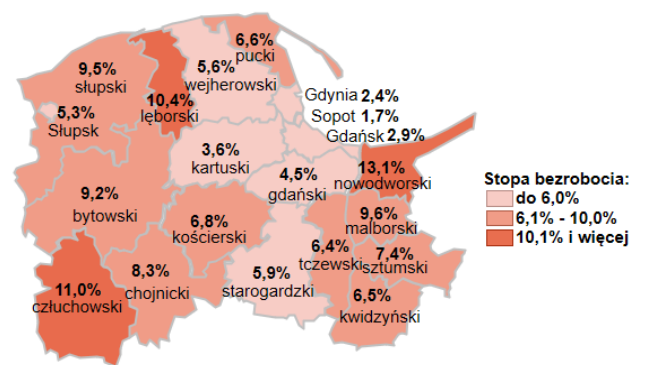 6,6%
pucki
9,5%
słupski
5,6%
wejherowski
10,4%
lęborski
5,3%
Słupsk
Gdynia 2,4%
Sopot 1,7%
Gdańsk 2,9%
3,6%
kartuski
4,5%
gdański
13,1%
nowodworski
9,2%
bytowski
6,8%
kościerski
9,6%
malborski
6,4%
tczewski
7,4%
sztumski
8,3%
chojnicki
5,9%
starogardzki
11,0%
człuchowski
6,5%
kwidzyński
Stopa bezrobocia:
do 6,0%
6,1% - 10,0%
10,1% i więcej